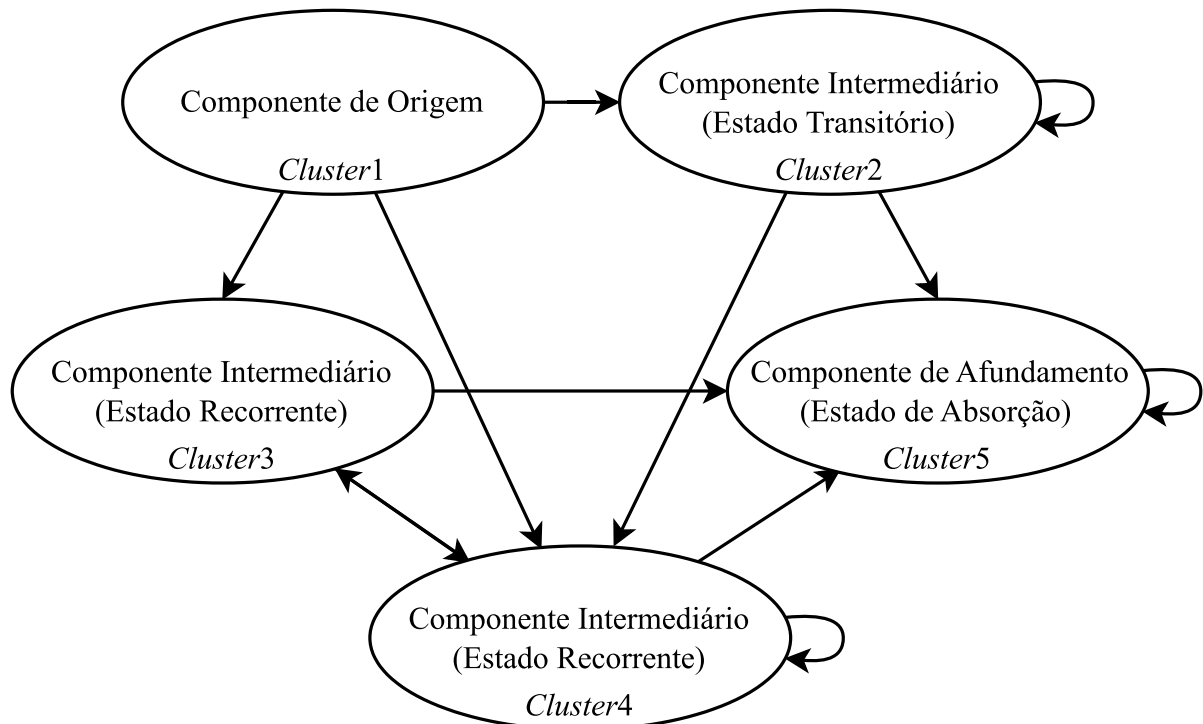 Componente de Origem
Cluster1
Componente Intermediário
(Estado Transitório)
Cluster2
Componente Intermediário
(Estado Recorrente)
Cluster3
Componente de Afundamento
(Estado de Absorção)
Cluster5
Componente Intermediário
(Estado Recorrente)
Cluster4